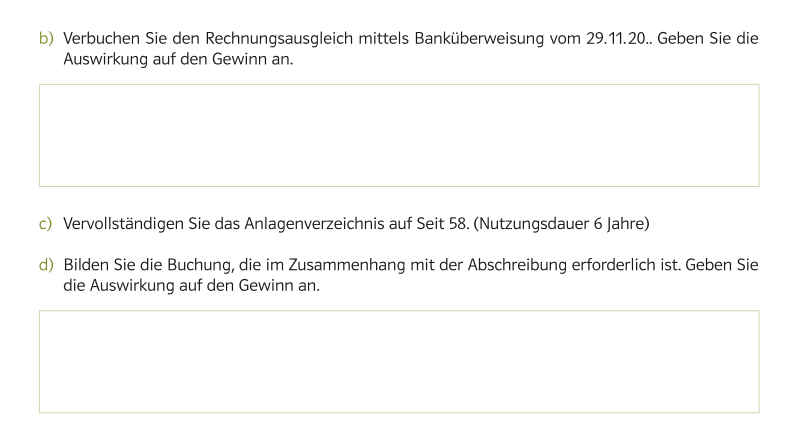 b) Verbuchen Sie den Rechnungsausgleich mittels Banküberweisung vom 29.11.20.. Geben Sie die
Auswirkung auf den Gewinn an.
c) Vervollständigen Sie das Anlagenverzeichnis auf Seit 58. (Nutzungsdauer 6 Jahre)
d) Bilden Sie die Buchung, die im Zusammenhang mit der Abschreibung erforderlich ist. Geben Sie
die Auswirkung auf den Gewinn an.